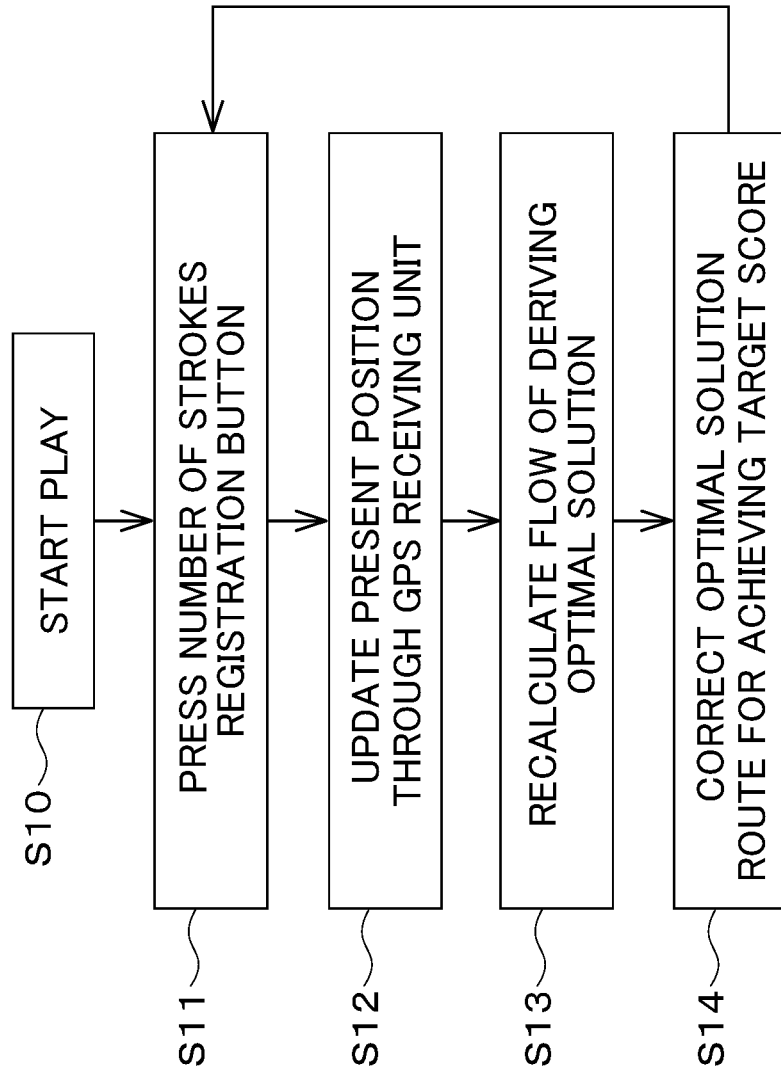 S10
START PLAY
S11
PRESS NUMBER OF STROKES
REGISTRATION BUTTON
S12
UPDATE PRESENT POSITION
THROUGH GPS RECEIVING UNIT
S13
RECALCULATE FLOW OF DERIVING
OPTIMAL SOLUTION
S14
CORRECT OPTIMAL SOLUTION
ROUTE FOR ACHIEVING TARGET SCORE